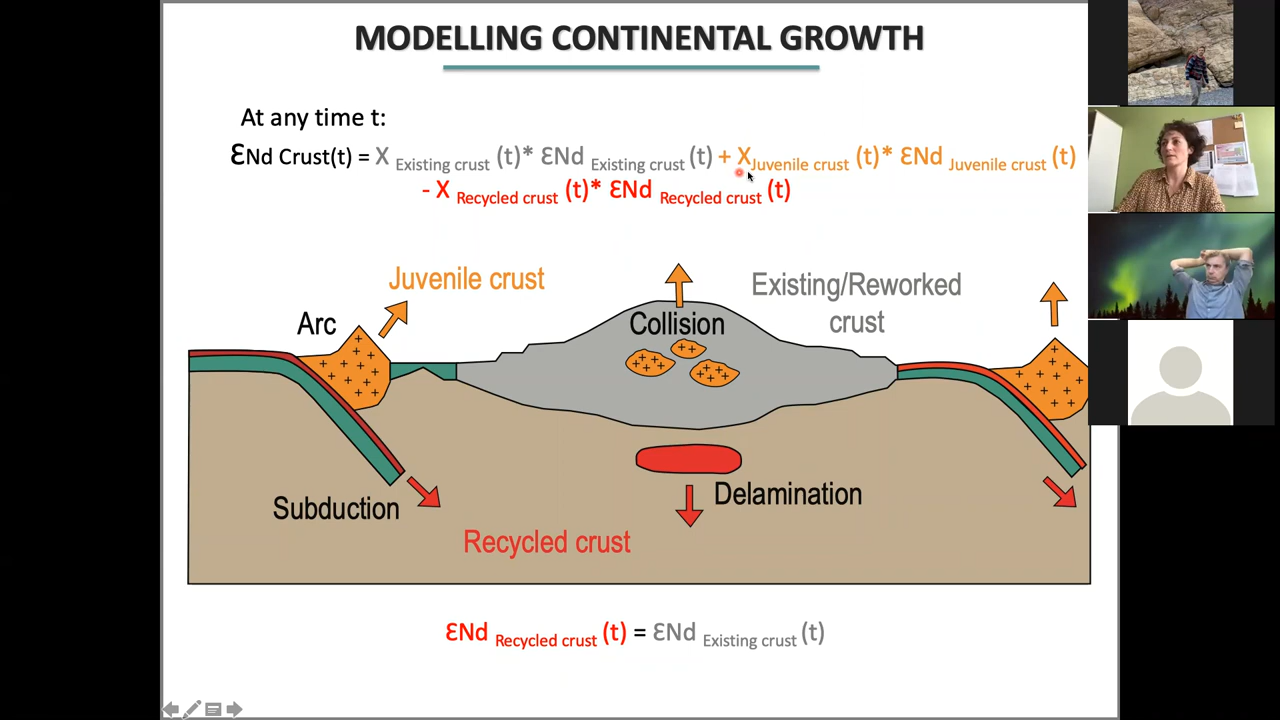 MODELLING CONTINENTAL GROWTH
At any time t:
ƐNd Crust(t) = X Existing crust (t)* ƐNd Existing crust (t) + X Juvenile crust (t)* ƐNd Juvenile crust (t)
- X Recycled crust (t)* ƐNd Recycled crust (t)
Juvenile crust
Existing/Reworked
crust
Arc
Collision
Subduction
Delamination
Recycled crust
ƐNd Recycled crust (t) = ƐNd Existing crust (t)